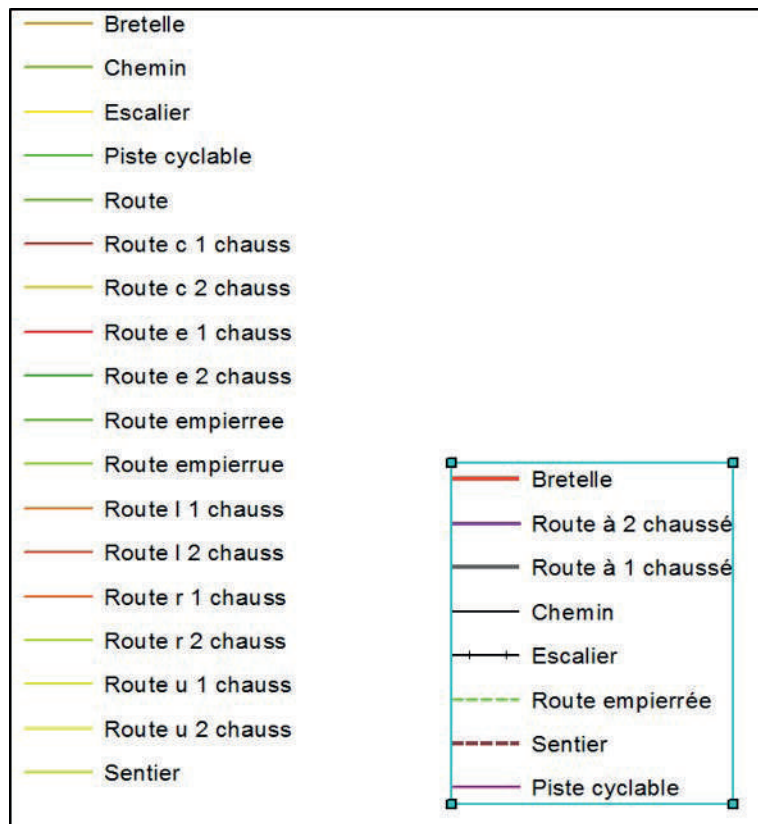 Bretelle
Chemin
Escalier
Piste cyclable
Route
Route c 1 chauss
Route c 2 chauss
Route e 1 chauss
Route e 2 chauss
Route empierree
Route empierrue
Route l 1 chauss
Route l 2 chauss
Route r 1 chauss
Route r 2 chauss
Route u 1 chauss
Route u 2 chauss
Sentier
Bretelle
Route à 2 chaussé
Route à 1 chaussé
Chemin
Escalier
Route empierrée
Sentier
Piste cyclable